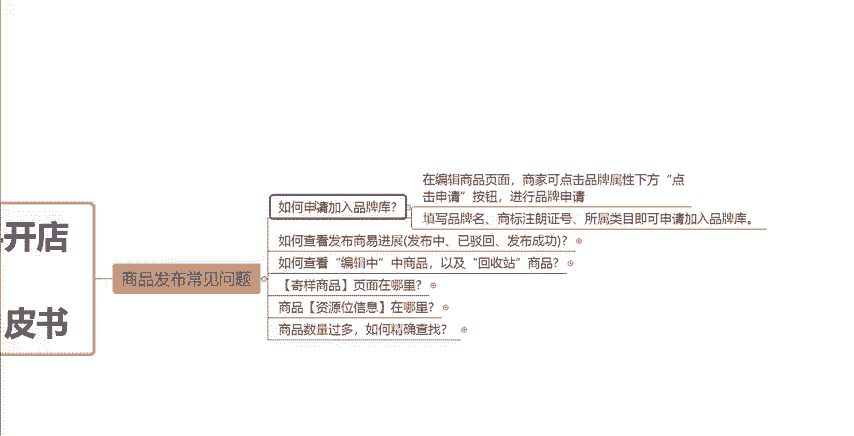 开店
皮书
商品发布常见问题
如何申请加入品牌库？
在编辑商品页面，商家可点击品牌属性下方“点
击申请”按钮，进行品牌申请
填写品牌名、商标注朗证号、所属类目即可申请加入品牌库。
如何查看发布商易进展(发布中、已驳回、发布成功)？
如何查看“编辑中”中商品，以及“回收站”商品？
【寄样商品】页面在哪里？
商品【资源位信息】在哪里？
商品数量过多，如何精确查找？